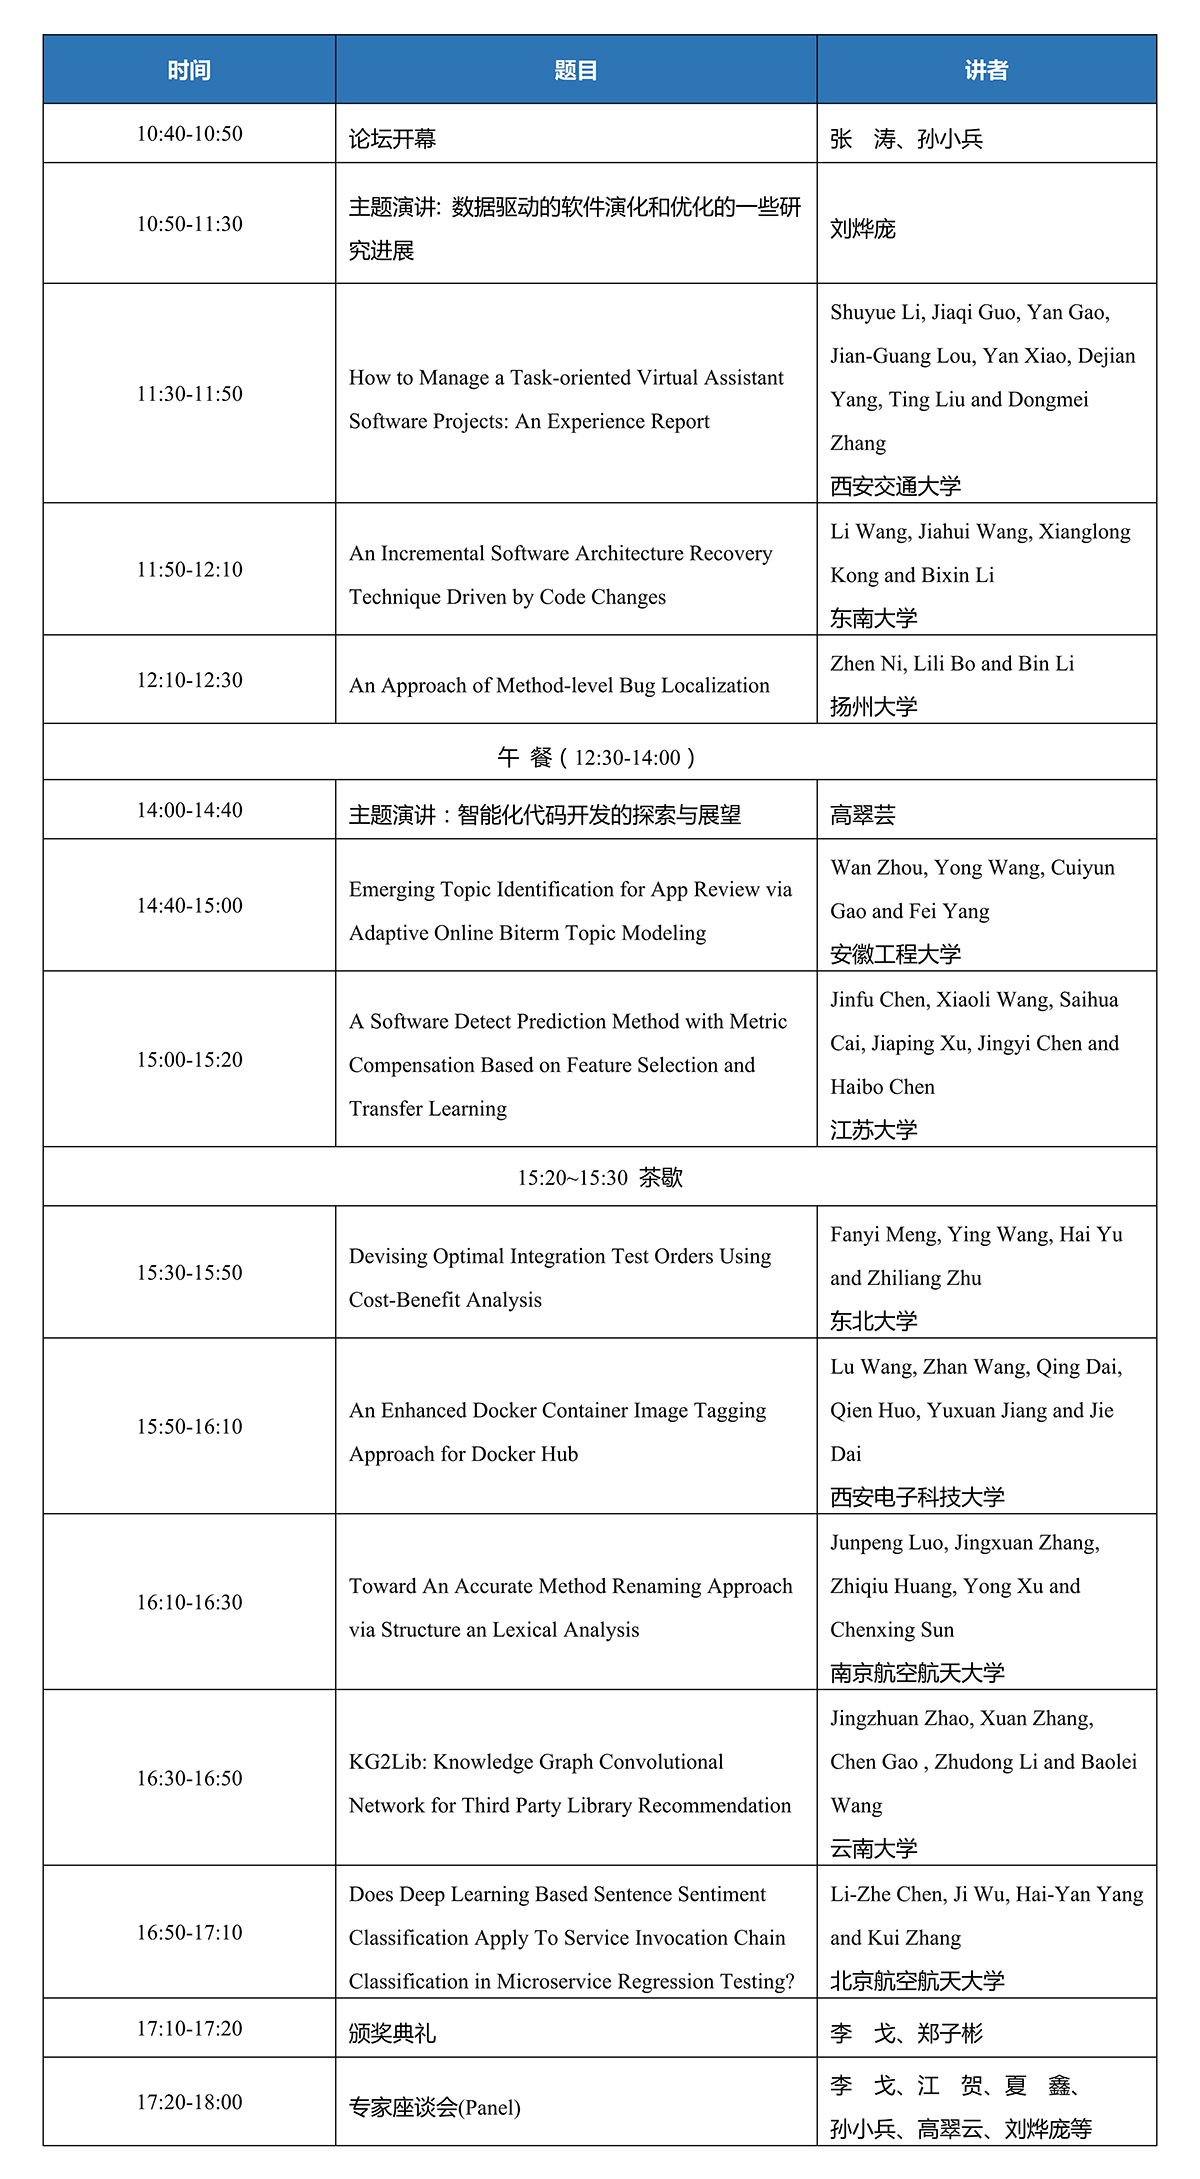 时间 题目 讲者
10:40-10:50 论坛开幕 张　涛、孙小兵
10:50-11:30
主题演讲: 数据驱动的软件演化和优化的一些研
究进展
刘烨庞
11:30-11:50
How to Manage a Task-oriented Virtual Assistant
Software Projects: An Experience Report
Shuyue Li, Jiaqi Guo, Yan Gao,
Jian-Guang Lou, Yan Xiao, Dejian
Yang, Ting Liu and Dongmei
Zhang
西安交通大学
11:50-12:10
An Incremental Software Architecture Recovery
Technique Driven by Code Changes
Li Wang, Jiahui Wang, Xianglong
Kong and Bixin Li
东南大学
12:10-12:30
An Approach of Method-level Bug Localization
Zhen Ni, Lili Bo and Bin Li
扬州大学
午 餐（12:30-14:00）
14:00-14:40 主题演讲：智能化代码开发的探索与展望 高翠芸
14:40-15:00
Emerging Topic Identification for App Review via
Adaptive Online Biterm Topic Modeling
Wan Zhou, Yong Wang, Cuiyun
Gao and Fei Yang
安徽工程大学
15:00-15:20
A Software Detect Prediction Method with Metric
Compensation Based on Feature Selection and
Transfer Learning
Jinfu Chen, Xiaoli Wang, Saihua
Cai, Jiaping Xu, Jingyi Chen and
Haibo Chen
江苏大学
15:20~15:30 茶歇
15:30-15:50
Devising Optimal Integration Test Orders Using
Cost-Benefit Analysis
Fanyi Meng, Ying Wang, Hai Yu
and Zhiliang Zhu
东北大学
15:50-16:10
An Enhanced Docker Container Image Tagging
Approach for Docker Hub
Lu Wang, Zhan Wang, Qing Dai,
Qien Huo, Yuxuan Jiang and Jie
Dai
西安电子科技大学
16:10-16:30
Toward An Accurate Method Renaming Approach
via Structure an Lexical Analysis
Junpeng Luo, Jingxuan Zhang,
Zhiqiu Huang, Yong Xu and
Chenxing Sun
南京航空航天大学
16:30-16:50
KG2Lib: Knowledge Graph Convolutional
Network for Third Party Library Recommendation
Jingzhuan Zhao, Xuan Zhang,
Chen Gao , Zhudong Li and Baolei
Wang
云南大学
16:50-17:10
Does Deep Learning Based Sentence Sentiment
Classification Apply To Service Invocation Chain
Classification in Microservice Regression Testing?
Li-Zhe Chen, Ji Wu, Hai-Yan Yang
and Kui Zhang
北京航空航天大学
17:10-17:20 颁奖典礼 李　戈、郑子彬
17:20-18:00
专家座谈会(Panel)
李　戈、江　贺、夏　鑫、
孙小兵、高翠云、刘烨庞等